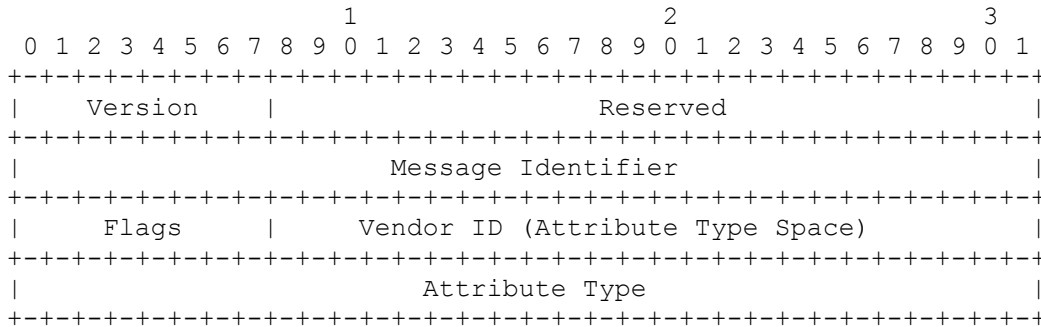 1                   2                   3
 0 1 2 3 4 5 6 7 8 9 0 1 2 3 4 5 6 7 8 9 0 1 2 3 4 5 6 7 8 9 0 1
+-+-+-+-+-+-+-+-+-+-+-+-+-+-+-+-+-+-+-+-+-+-+-+-+-+-+-+-+-+-+-+-+
|    Version    |                    Reserved                   |
+-+-+-+-+-+-+-+-+-+-+-+-+-+-+-+-+-+-+-+-+-+-+-+-+-+-+-+-+-+-+-+-+
|                       Message Identifier                      |
+-+-+-+-+-+-+-+-+-+-+-+-+-+-+-+-+-+-+-+-+-+-+-+-+-+-+-+-+-+-+-+-+
|     Flags     |     Vendor ID (Attribute Type Space)          |
+-+-+-+-+-+-+-+-+-+-+-+-+-+-+-+-+-+-+-+-+-+-+-+-+-+-+-+-+-+-+-+-+
|                         Attribute Type                        |
+-+-+-+-+-+-+-+-+-+-+-+-+-+-+-+-+-+-+-+-+-+-+-+-+-+-+-+-+-+-+-+-+